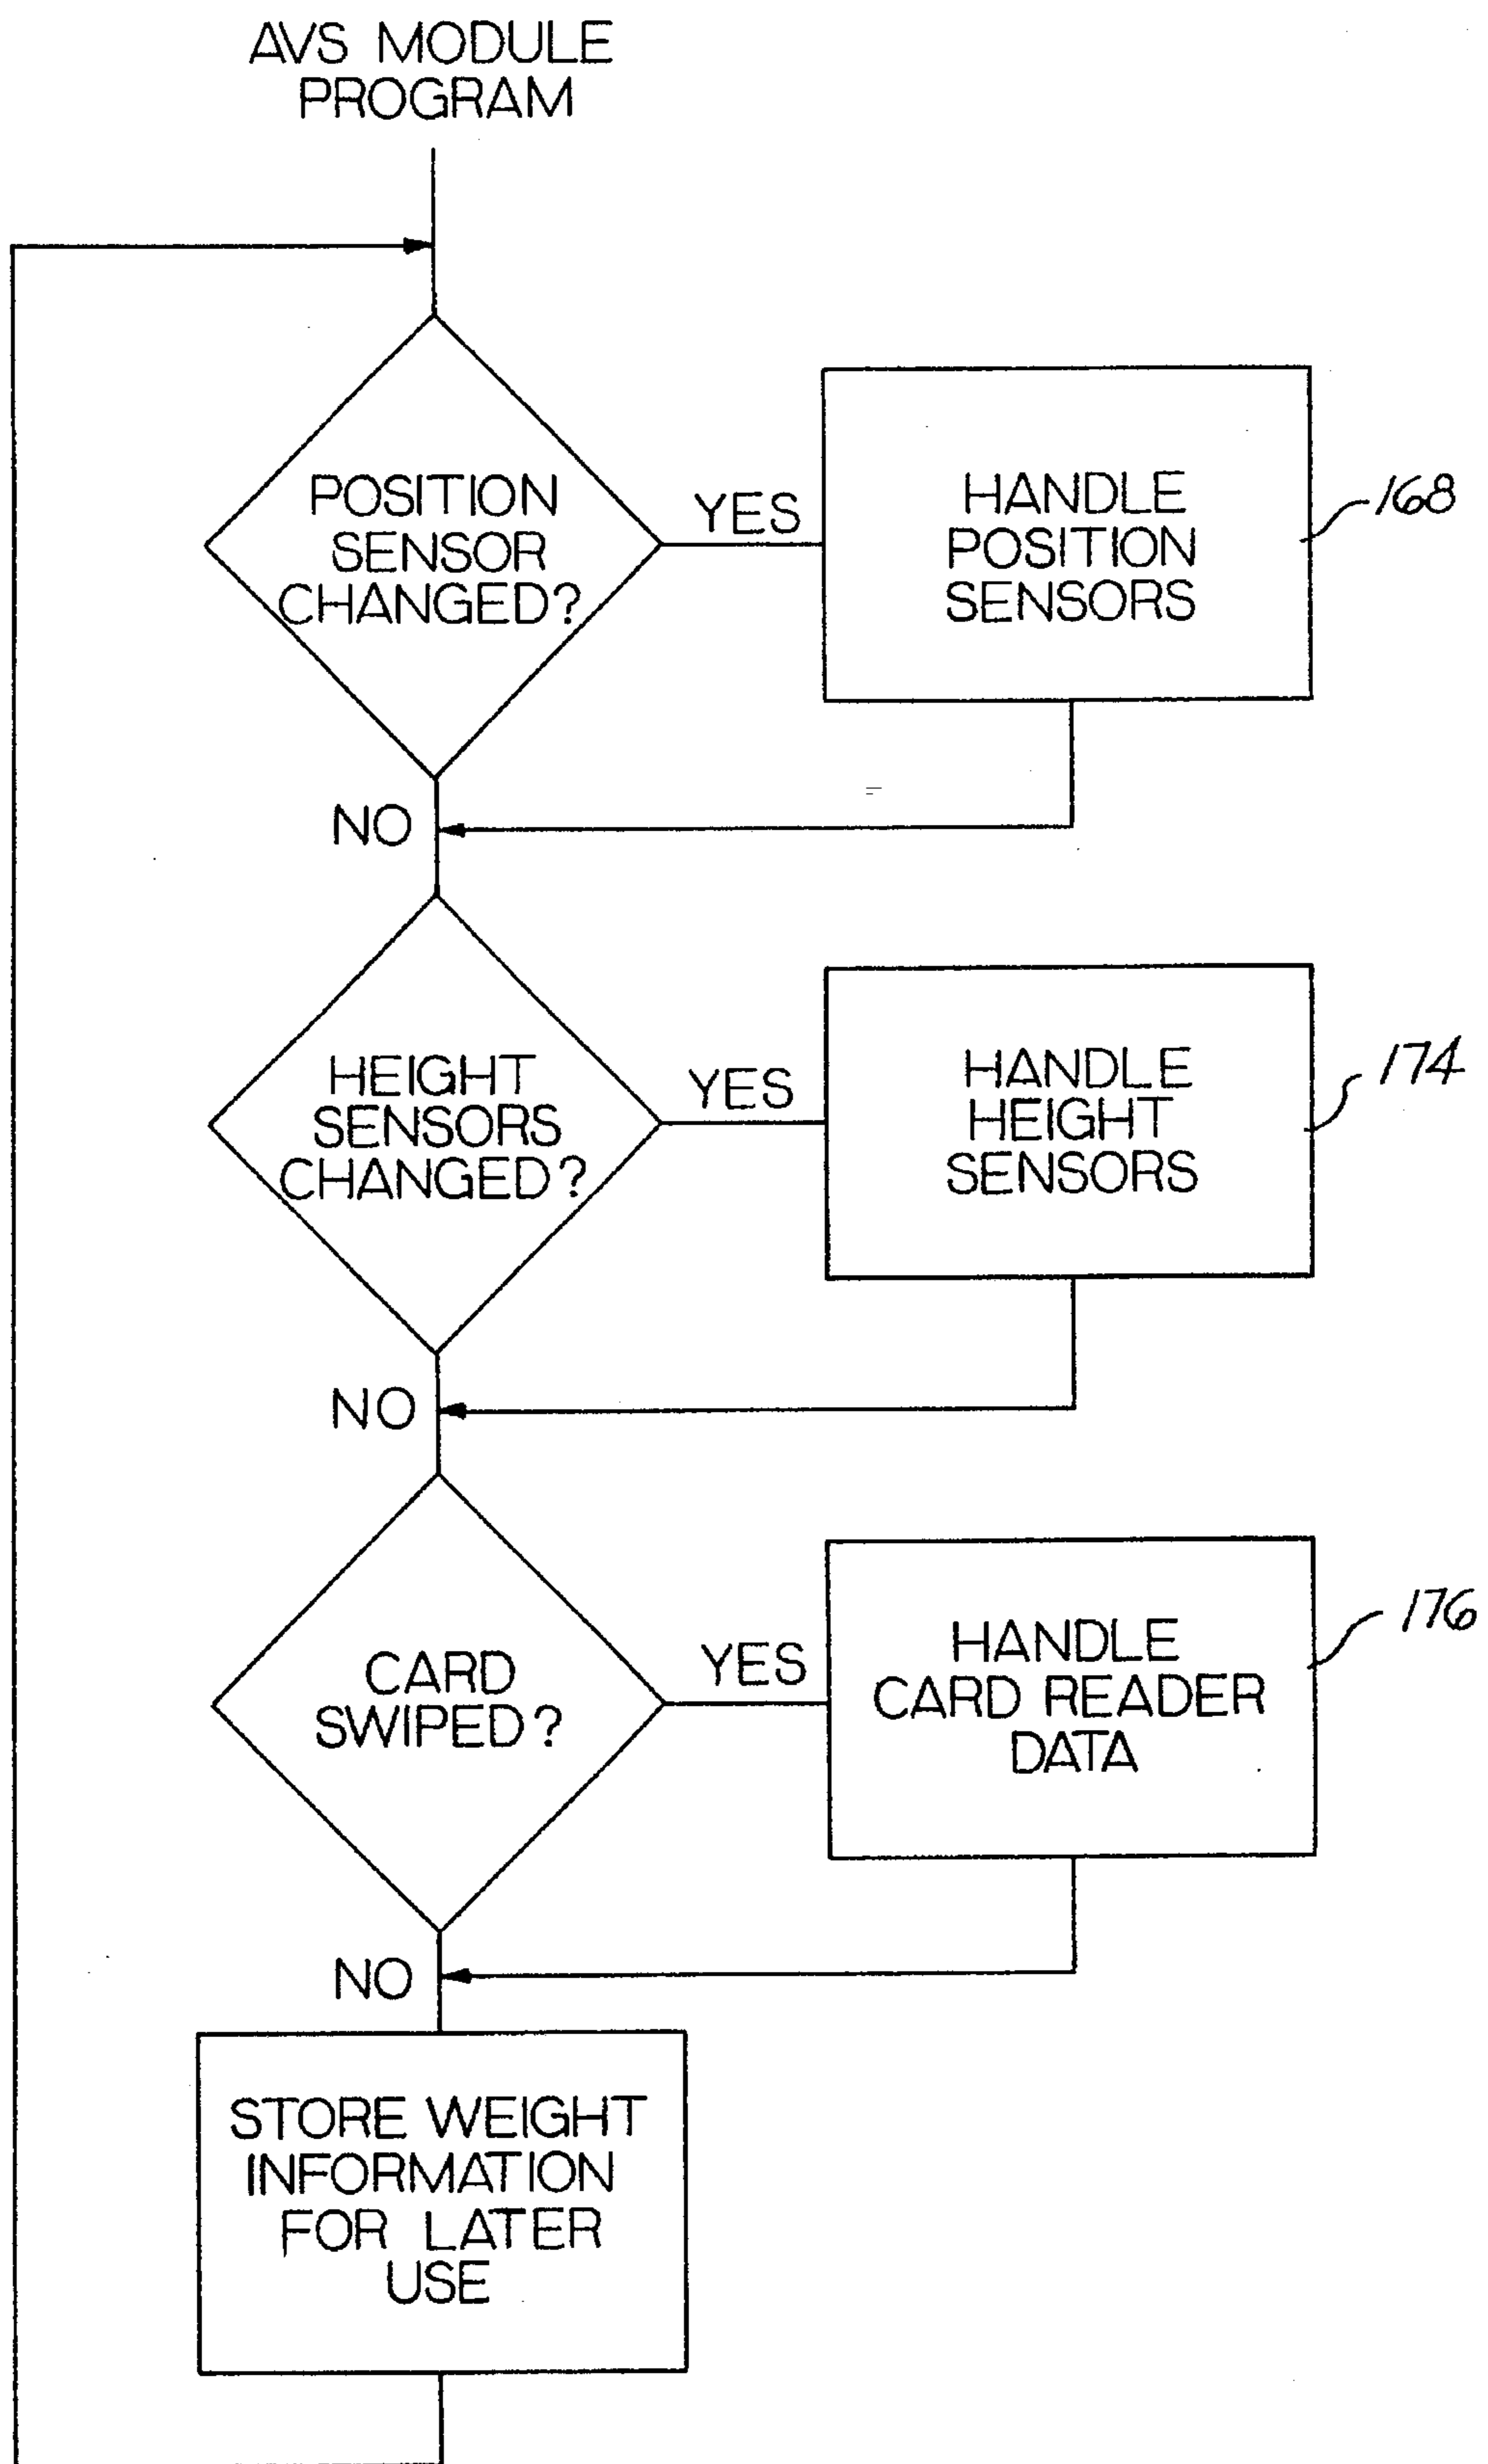 AVS MODULE
PROGRAM
POSITION
SENSOR
CHANGED?
YES
HANDLE
POSITION
SENSORS
168
NO
HEIGHT
SENSORS
CHANGED?
YES
HANDLE
HEIGHT
SENSORS
174
NO
CARD
SWIPED?
YES
HANDLE
CARD READER
DATA
176
NO
STORE WEIGHT
INFORMATION
FOR LATER
USE